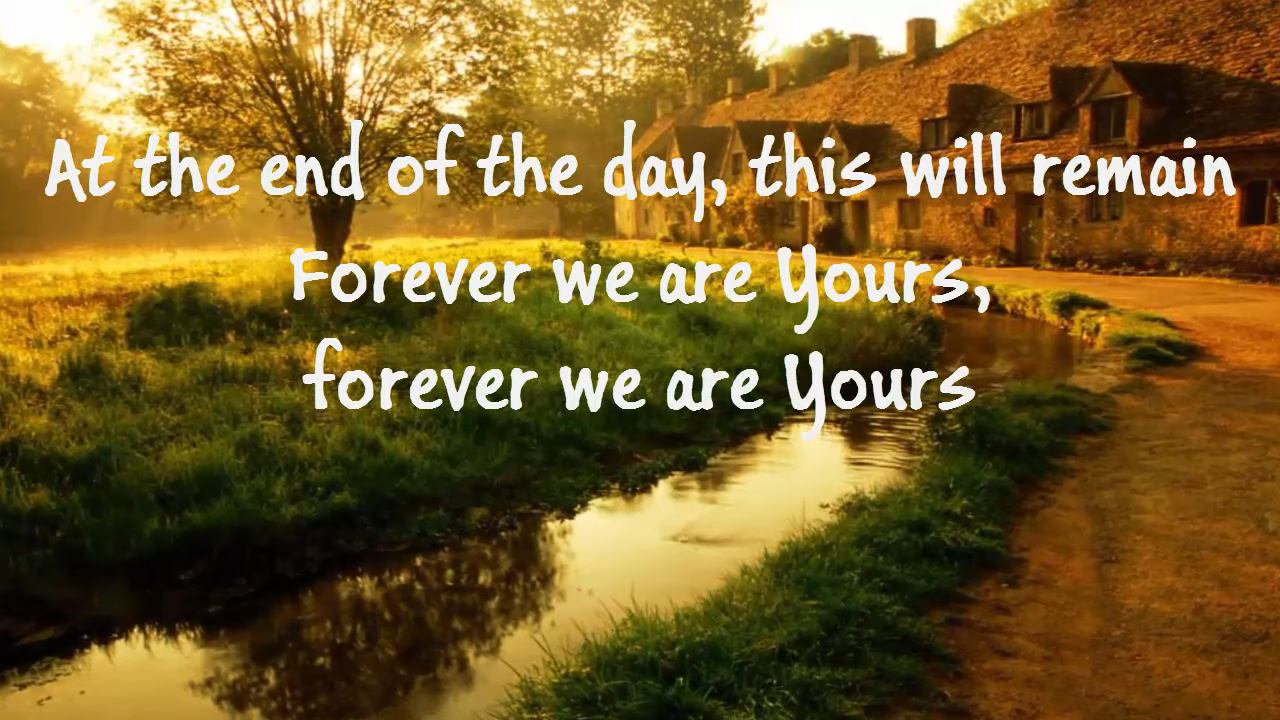 At the end of the day, this will remain
Forever we are Yours,
forever we are Yours